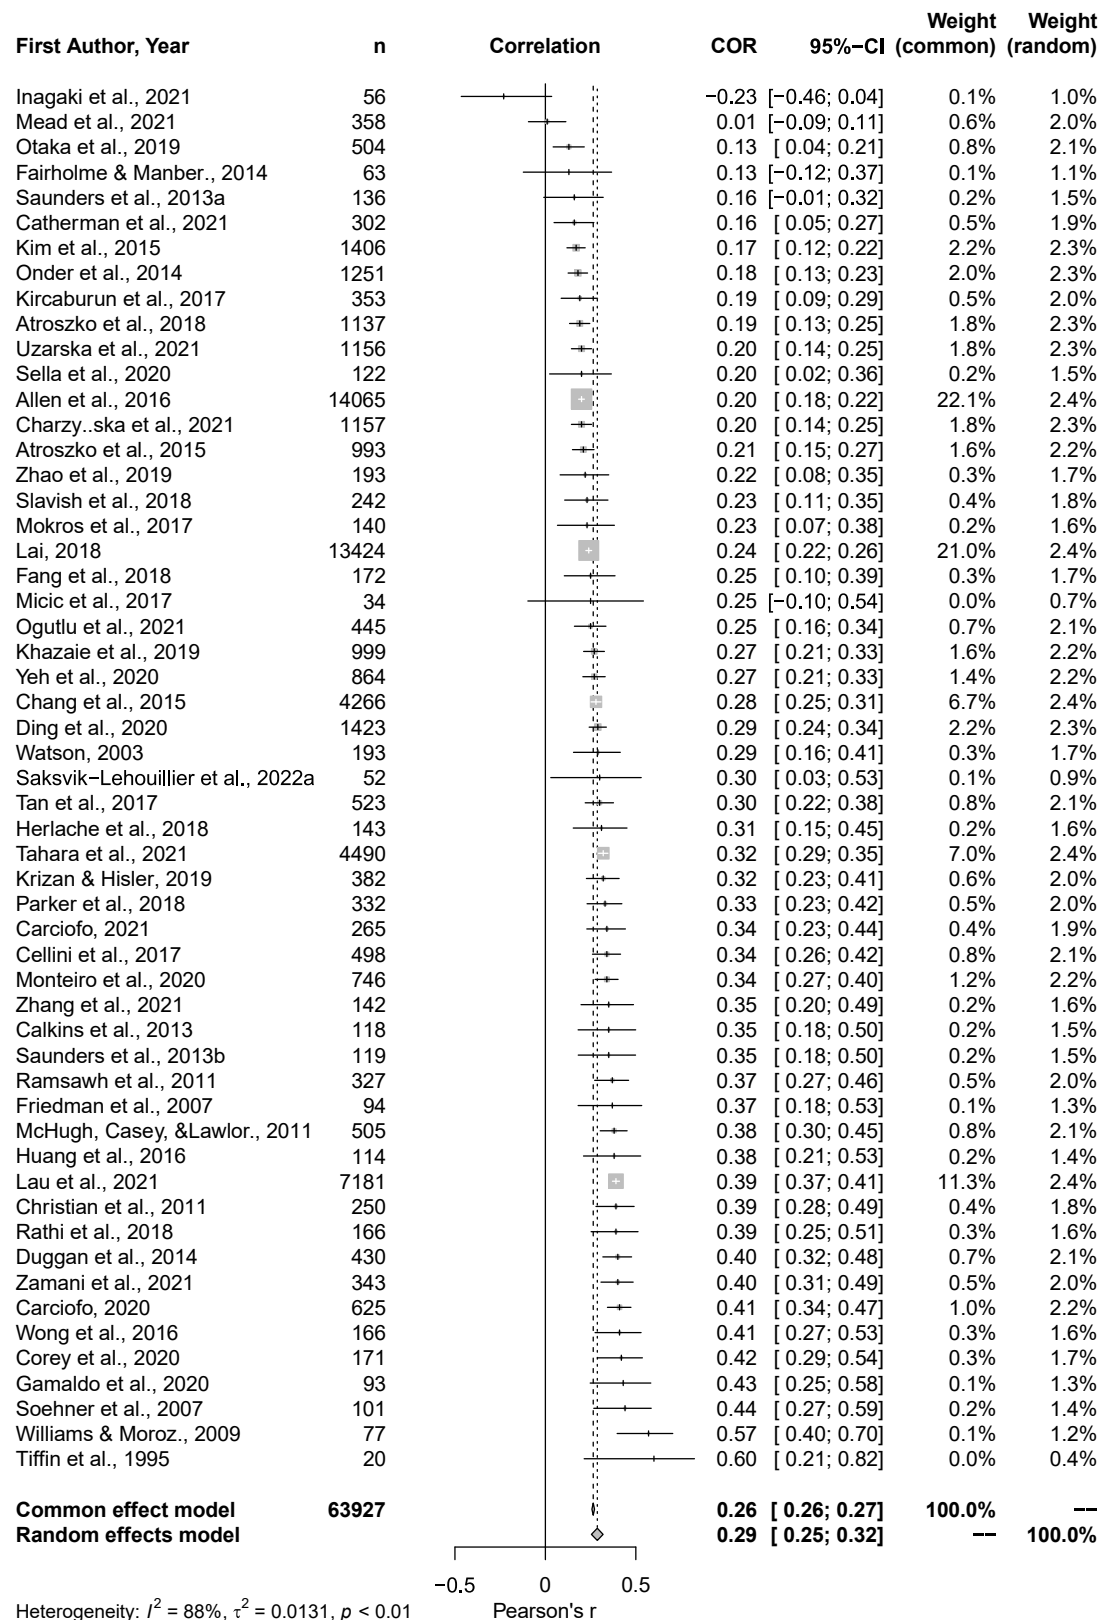 Weight Weight
First Author, Year n Correlation COR 95%−CI (common) (random)
Inagaki et al., 2021 56 −0.23 [−0.46; 0.04] 0.1% 1.0%
Mead et al., 2021 358 0.01 [−0.09; 0.11] 0.6% 2.0%
Otaka et al., 2019 504 0.13 [ 0.04; 0.21] 0.8% 2.1%
Fairholme & Manber., 2014 63 0.13 [−0.12; 0.37] 0.1% 1.1%
Saunders et al., 2013a 136 0.16 [−0.01; 0.32] 0.2% 1.5%
Catherman et al., 2021 302 0.16 [ 0.05; 0.27] 0.5% 1.9%
Kim et al., 2015 1406 0.17 [ 0.12; 0.22] 2.2% 2.3%
Onder et al., 2014 1251 0.18 [ 0.13; 0.23] 2.0% 2.3%
Kircaburun et al., 2017 353 0.19 [ 0.09; 0.29] 0.5% 2.0%
Atroszko et al., 2018 1137 0.19 [ 0.13; 0.25] 1.8% 2.3%
Uzarska et al., 2021 1156 0.20 [ 0.14; 0.25] 1.8% 2.3%
Sella et al., 2020 122 0.20 [ 0.02; 0.36] 0.2% 1.5%
Allen et al., 2016 14065 0.20 [ 0.18; 0.22] 22.1% 2.4%
Charzy..ska et al., 2021 1157 0.20 [ 0.14; 0.25] 1.8% 2.3%
Atroszko et al., 2015 993 0.21 [ 0.15; 0.27] 1.6% 2.2%
Zhao et al., 2019 193 0.22 [ 0.08; 0.35] 0.3% 1.7%
Slavish et al., 2018 242 0.23 [ 0.11; 0.35] 0.4% 1.8%
Mokros et al., 2017 140 0.23 [ 0.07; 0.38] 0.2% 1.6%
Lai, 2018 13424 0.24 [ 0.22; 0.26] 21.0% 2.4%
Fang et al., 2018 172 0.25 [ 0.10; 0.39] 0.3% 1.7%
Micic et al., 2017 34 0.25 [−0.10; 0.54] 0.0% 0.7%
Ogutlu et al., 2021 445 0.25 [ 0.16; 0.34] 0.7% 2.1%
Khazaie et al., 2019 999 0.27 [ 0.21; 0.33] 1.6% 2.2%
Yeh et al., 2020 864 0.27 [ 0.21; 0.33] 1.4% 2.2%
Chang et al., 2015 4266 0.28 [ 0.25; 0.31] 6.7% 2.4%
Ding et al., 2020 1423 0.29 [ 0.24; 0.34] 2.2% 2.3%
Watson, 2003 193 0.29 [ 0.16; 0.41] 0.3% 1.7%
Saksvik−Lehouillier et al., 2022a 52 0.30 [ 0.03; 0.53] 0.1% 0.9%
Tan et al., 2017 523 0.30 [ 0.22; 0.38] 0.8% 2.1%
Herlache et al., 2018 143 0.31 [ 0.15; 0.45] 0.2% 1.6%
Tahara et al., 2021 4490 0.32 [ 0.29; 0.35] 7.0% 2.4%
Krizan & Hisler, 2019 382 0.32 [ 0.23; 0.41] 0.6% 2.0%
Parker et al., 2018 332 0.33 [ 0.23; 0.42] 0.5% 2.0%
Carciofo, 2021 265 0.34 [ 0.23; 0.44] 0.4% 1.9%
Cellini et al., 2017 498 0.34 [ 0.26; 0.42] 0.8% 2.1%
Monteiro et al., 2020 746 0.34 [ 0.27; 0.40] 1.2% 2.2%
Zhang et al., 2021 142 0.35 [ 0.20; 0.49] 0.2% 1.6%
Calkins et al., 2013 118 0.35 [ 0.18; 0.50] 0.2% 1.5%
Saunders et al., 2013b 119 0.35 [ 0.18; 0.50] 0.2% 1.5%
Ramsawh et al., 2011 327 0.37 [ 0.27; 0.46] 0.5% 2.0%
Friedman et al., 2007 94 0.37 [ 0.18; 0.53] 0.1% 1.3%
McHugh, Casey, &Lawlor., 2011 505 0.38 [ 0.30; 0.45] 0.8% 2.1%
Huang et al., 2016 114 0.38 [ 0.21; 0.53] 0.2% 1.4%
Lau et al., 2021 7181 0.39 [ 0.37; 0.41] 11.3% 2.4%
Christian et al., 2011 250 0.39 [ 0.28; 0.49] 0.4% 1.8%
Rathi et al., 2018 166 0.39 [ 0.25; 0.51] 0.3% 1.6%
Duggan et al., 2014 430 0.40 [ 0.32; 0.48] 0.7% 2.1%
Zamani et al., 2021 343 0.40 [ 0.31; 0.49] 0.5% 2.0%
Carciofo, 2020 625 0.41 [ 0.34; 0.47] 1.0% 2.2%
Wong et al., 2016 166 0.41 [ 0.27; 0.53] 0.3% 1.6%
Corey et al., 2020 171 0.42 [ 0.29; 0.54] 0.3% 1.7%
Gamaldo et al., 2020 93 0.43 [ 0.25; 0.58] 0.1% 1.3%
Soehner et al., 2007 101 0.44 [ 0.27; 0.59] 0.2% 1.4%
Williams & Moroz., 2009 77 0.57 [ 0.40; 0.70] 0.1% 1.2%
Tiffin et al., 1995 20 0.60 [ 0.21; 0.82] 0.0% 0.4%
Common effect model 63927 0.26 [ 0.26; 0.27] 100.0% −−
Random effects model 0.29 [ 0.25; 0.32] −− 100.0%
−0.5 0 0.5
Heterogeneity: I² = 88%, τ² = 0.0131, p < 0.01 Pearson's r